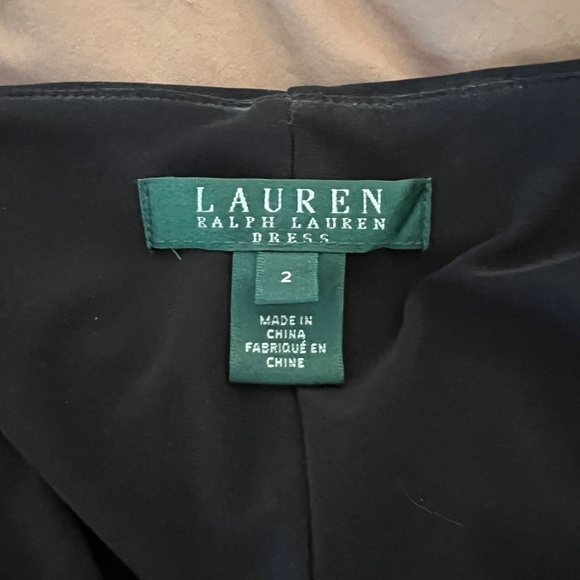 LAUREN
RALPH LAUREN
DRESS
2
MADE IN
CHINA
FABRIQUÉ EN
CHINE